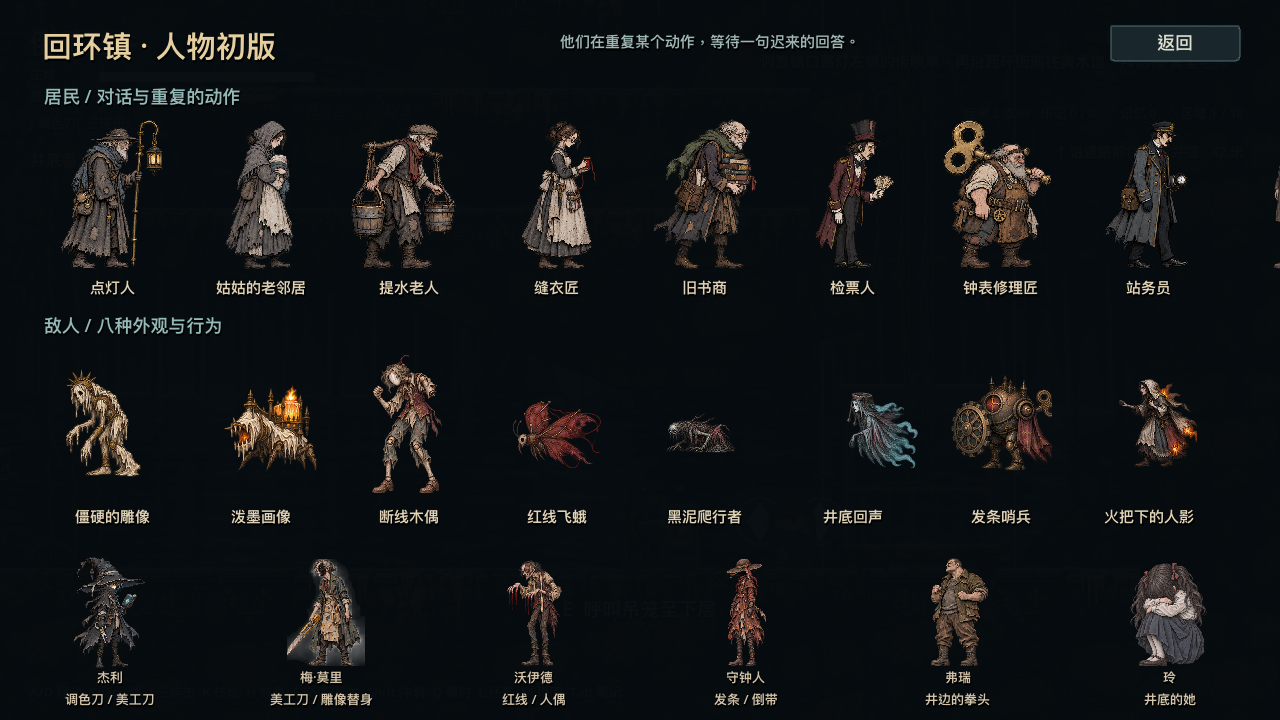 回环镇 · 人物初版
他们在重复某个动作，等待一句迟来的回答。
返回
居民 / 对话与重复的动作
点灯人
姑姑的老邻居
提水老人
缝衣匠
旧书商
检票人
钟表修理匠
站务员
敌人 / 八种外观与行为
僵硬的雕像
泼墨画像
断线木偶
红线飞蛾
黑泥爬行者
井底回声
发条哨兵
火把下的人影
杰利
调色刀 / 美工刀
梅·莫里
美工刀 / 雕像替身
沃伊德
红线 / 人偶
守钟人
发条 / 倒带
弗瑞
井边的拳头
玲
井底的她